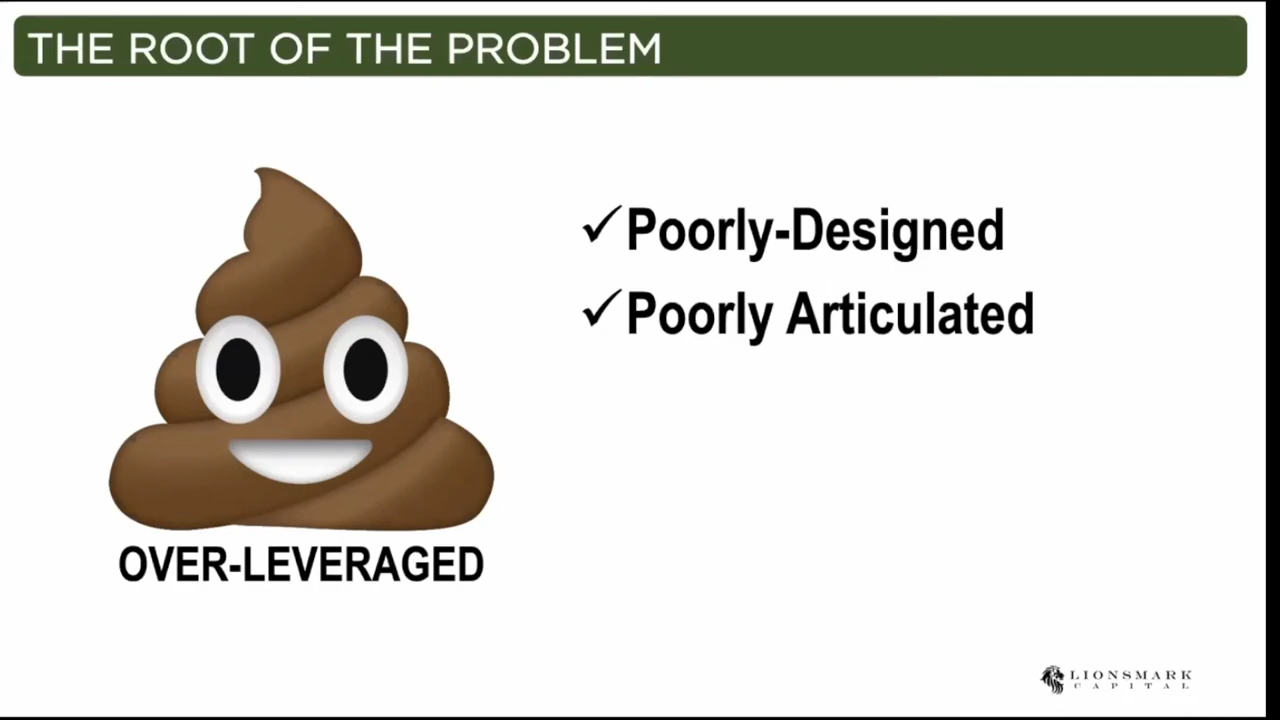 THE ROOT OF THE PROBLEM
✓Poorly-Designed
✓Poorly Articulated
OVER-LEVERAGED
LIONSMARK
CAPITAL